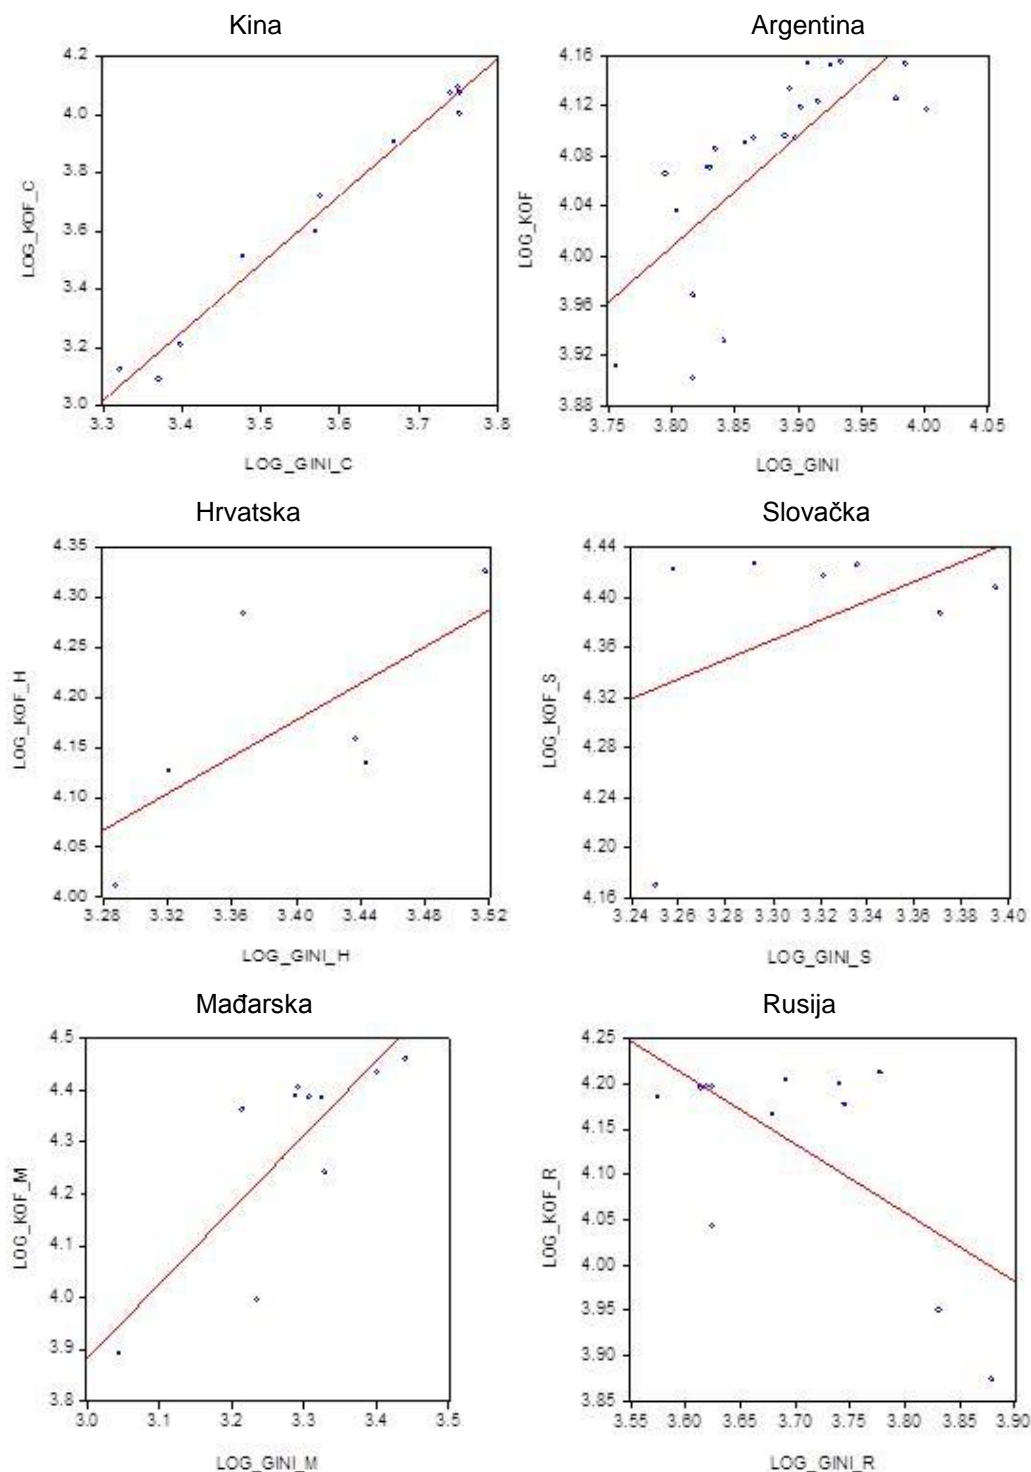 Kina
Argentina
4.2
4.0
3.8
3.6
3.4
3.2
3.0
LOG_KOF_C
3.3 3.4 3.5 3.6 3.7 3.8
LOG_GINI_C
4.16
4.12
4.08
4.04
4.00
3.96
3.92
3.88
LOG_KOF
3.75 3.80 3.85 3.90 3.95 4.00 4.05
LOG_GINI
Hrvatska
Slovačka
4.35
4.30
4.25
4.20
4.15
4.10
4.05
4.00
LOG_KOF_H
3.28 3.32 3.36 3.40 3.44 3.48 3.52
LOG_GINI_H
4.44
4.40
4.36
4.32
4.28
4.24
4.20
4.16
LOG_KOF_S
3.24 3.26 3.28 3.30 3.32 3.34 3.36 3.38 3.40
LOG_GINI_S
Mađarska
Rusija
4.5
4.4
4.3
4.2
4.1
4.0
3.9
3.8
LOG_KOF_M
3.0 3.1 3.2 3.3 3.4 3.5
LOG_GINI_M
4.25
4.20
4.15
4.10
4.05
4.00
3.95
3.90
3.85
LOG_KOF_R
3.55 3.60 3.65 3.70 3.75 3.80 3.85 3.90
LOG_GINI_R